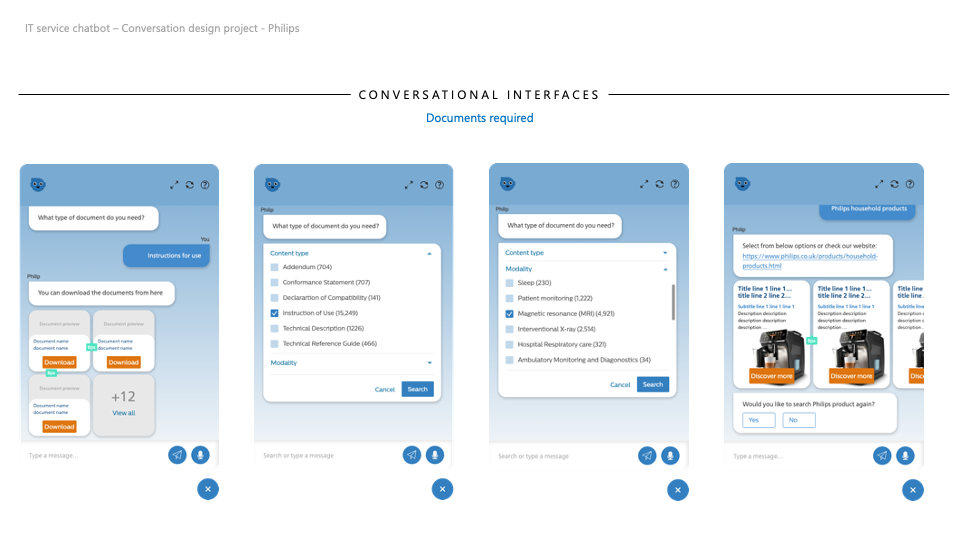 IT service chatbot – Conversation design project - Philips
CONVERSATIONAL INTERFACES
Documents required
What type of document do you need?
You
Instructions for use
Philip
You can download the documents from here
Document preview
Document preview
Document name
document name
Document name
document name
Download
Download
Document preview
Document name
document name
Download
+12
View all
Type a message...
Philip
What type of document do you need?
Content type
Addendum (704)
Conformance Statement (707)
Declaration of Compatibility (141)
Instruction of Use (15,249)
Technical Description (1226)
Technical Reference Guide (466)
Modality
Cancel
Search
Search or type a message
Philip
What type of document do you need?
Content type
Modality
Sleep (230)
Patient monitoring (1,222)
Magnetic resonance (MRI) (4,921)
Interventional X-ray (2,514)
Hospital Respiratory care (321)
Ambulatory Monitoring and Diagnostics (34)
Cancel
Search
Search or type a message
Philips household products
Philip
Select from below options or check our website:
https://www.philips.co.uk/products/household-
products.html
Title line 1 line 1...
title line 2 line 2...
Subtitle line 1 line 1
Description description
Description description
description ...
Discover more
Title line 1 line 1...
title line 2 line 2...
Subtitle line 1 line 1
Description description
Description description
description ...
Discover more
Title line
title line
Subtitle line
Description
Description
description
Would you like to search Philips product again?
Yes
No
Type a message...